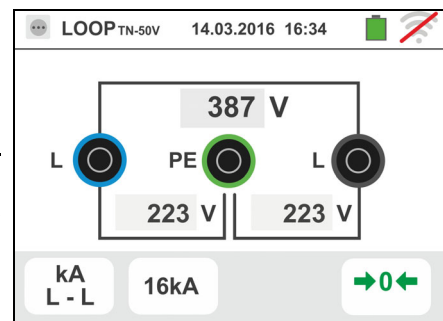 LOOP TN-50V 14.03.2016 16:34
387 V
L PE L
223 V 223 V
kA
L - L
16kA
→0←